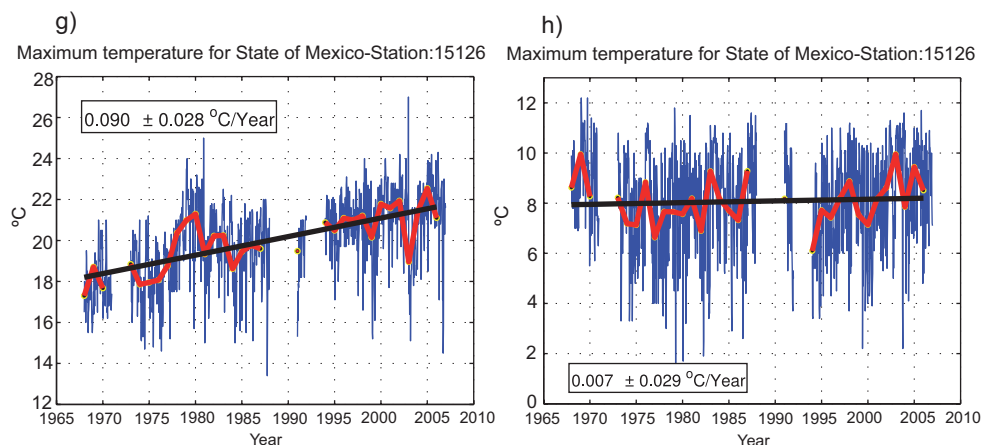 g)
Maximum temperature for State of Mexico-Station:15126
28
26
24
22
20
18
16
14
12
°C
0.090 ± 0.028 °C/Year
1965 1970 1975 1980 1985 1990 1995 2000 2005 2010
Year
h)
Maximum temperature for State of Mexico-Station:15126
12
10
8
6
4
2
0
°C
0.007 ± 0.029 °C/Year
1965 1970 1975 1980 1985 1990 1995 2000 2005 2010
Year